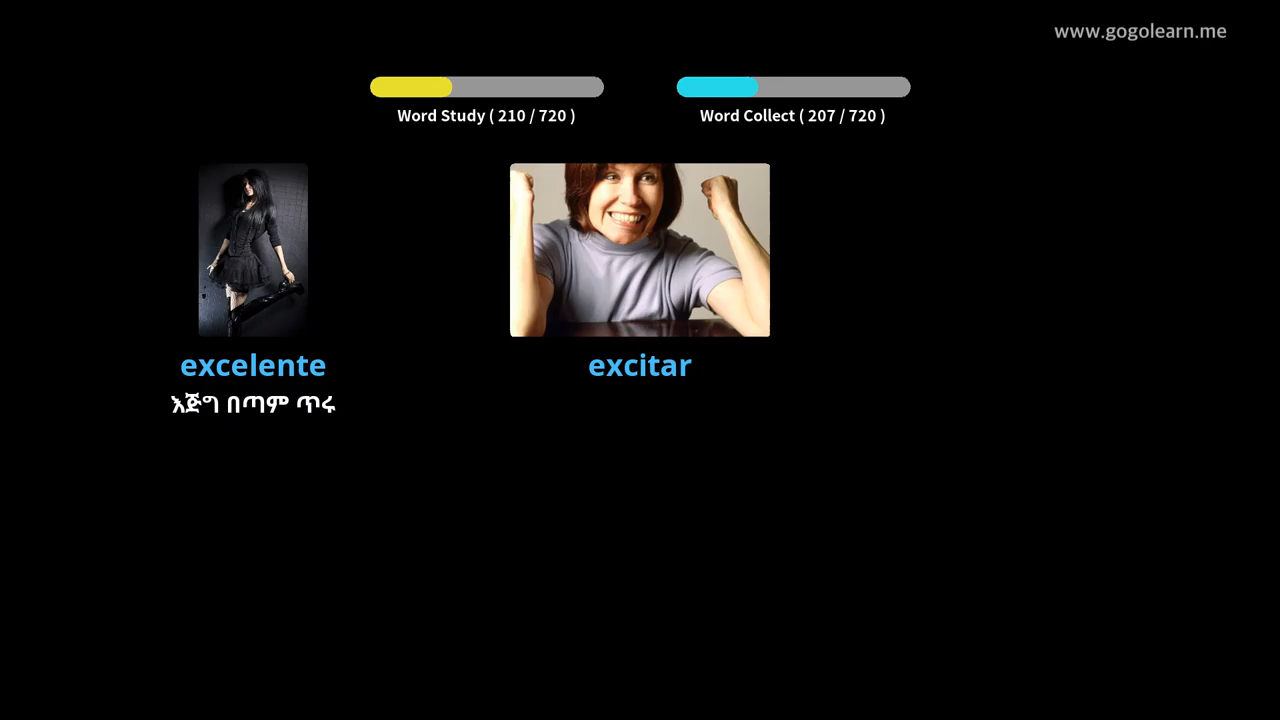 www.gogolearn.me
Word Study ( 210 / 720 )
Word Collect ( 207 / 720 )
excelente
excitar
እጅግ በጣም ጥሩ